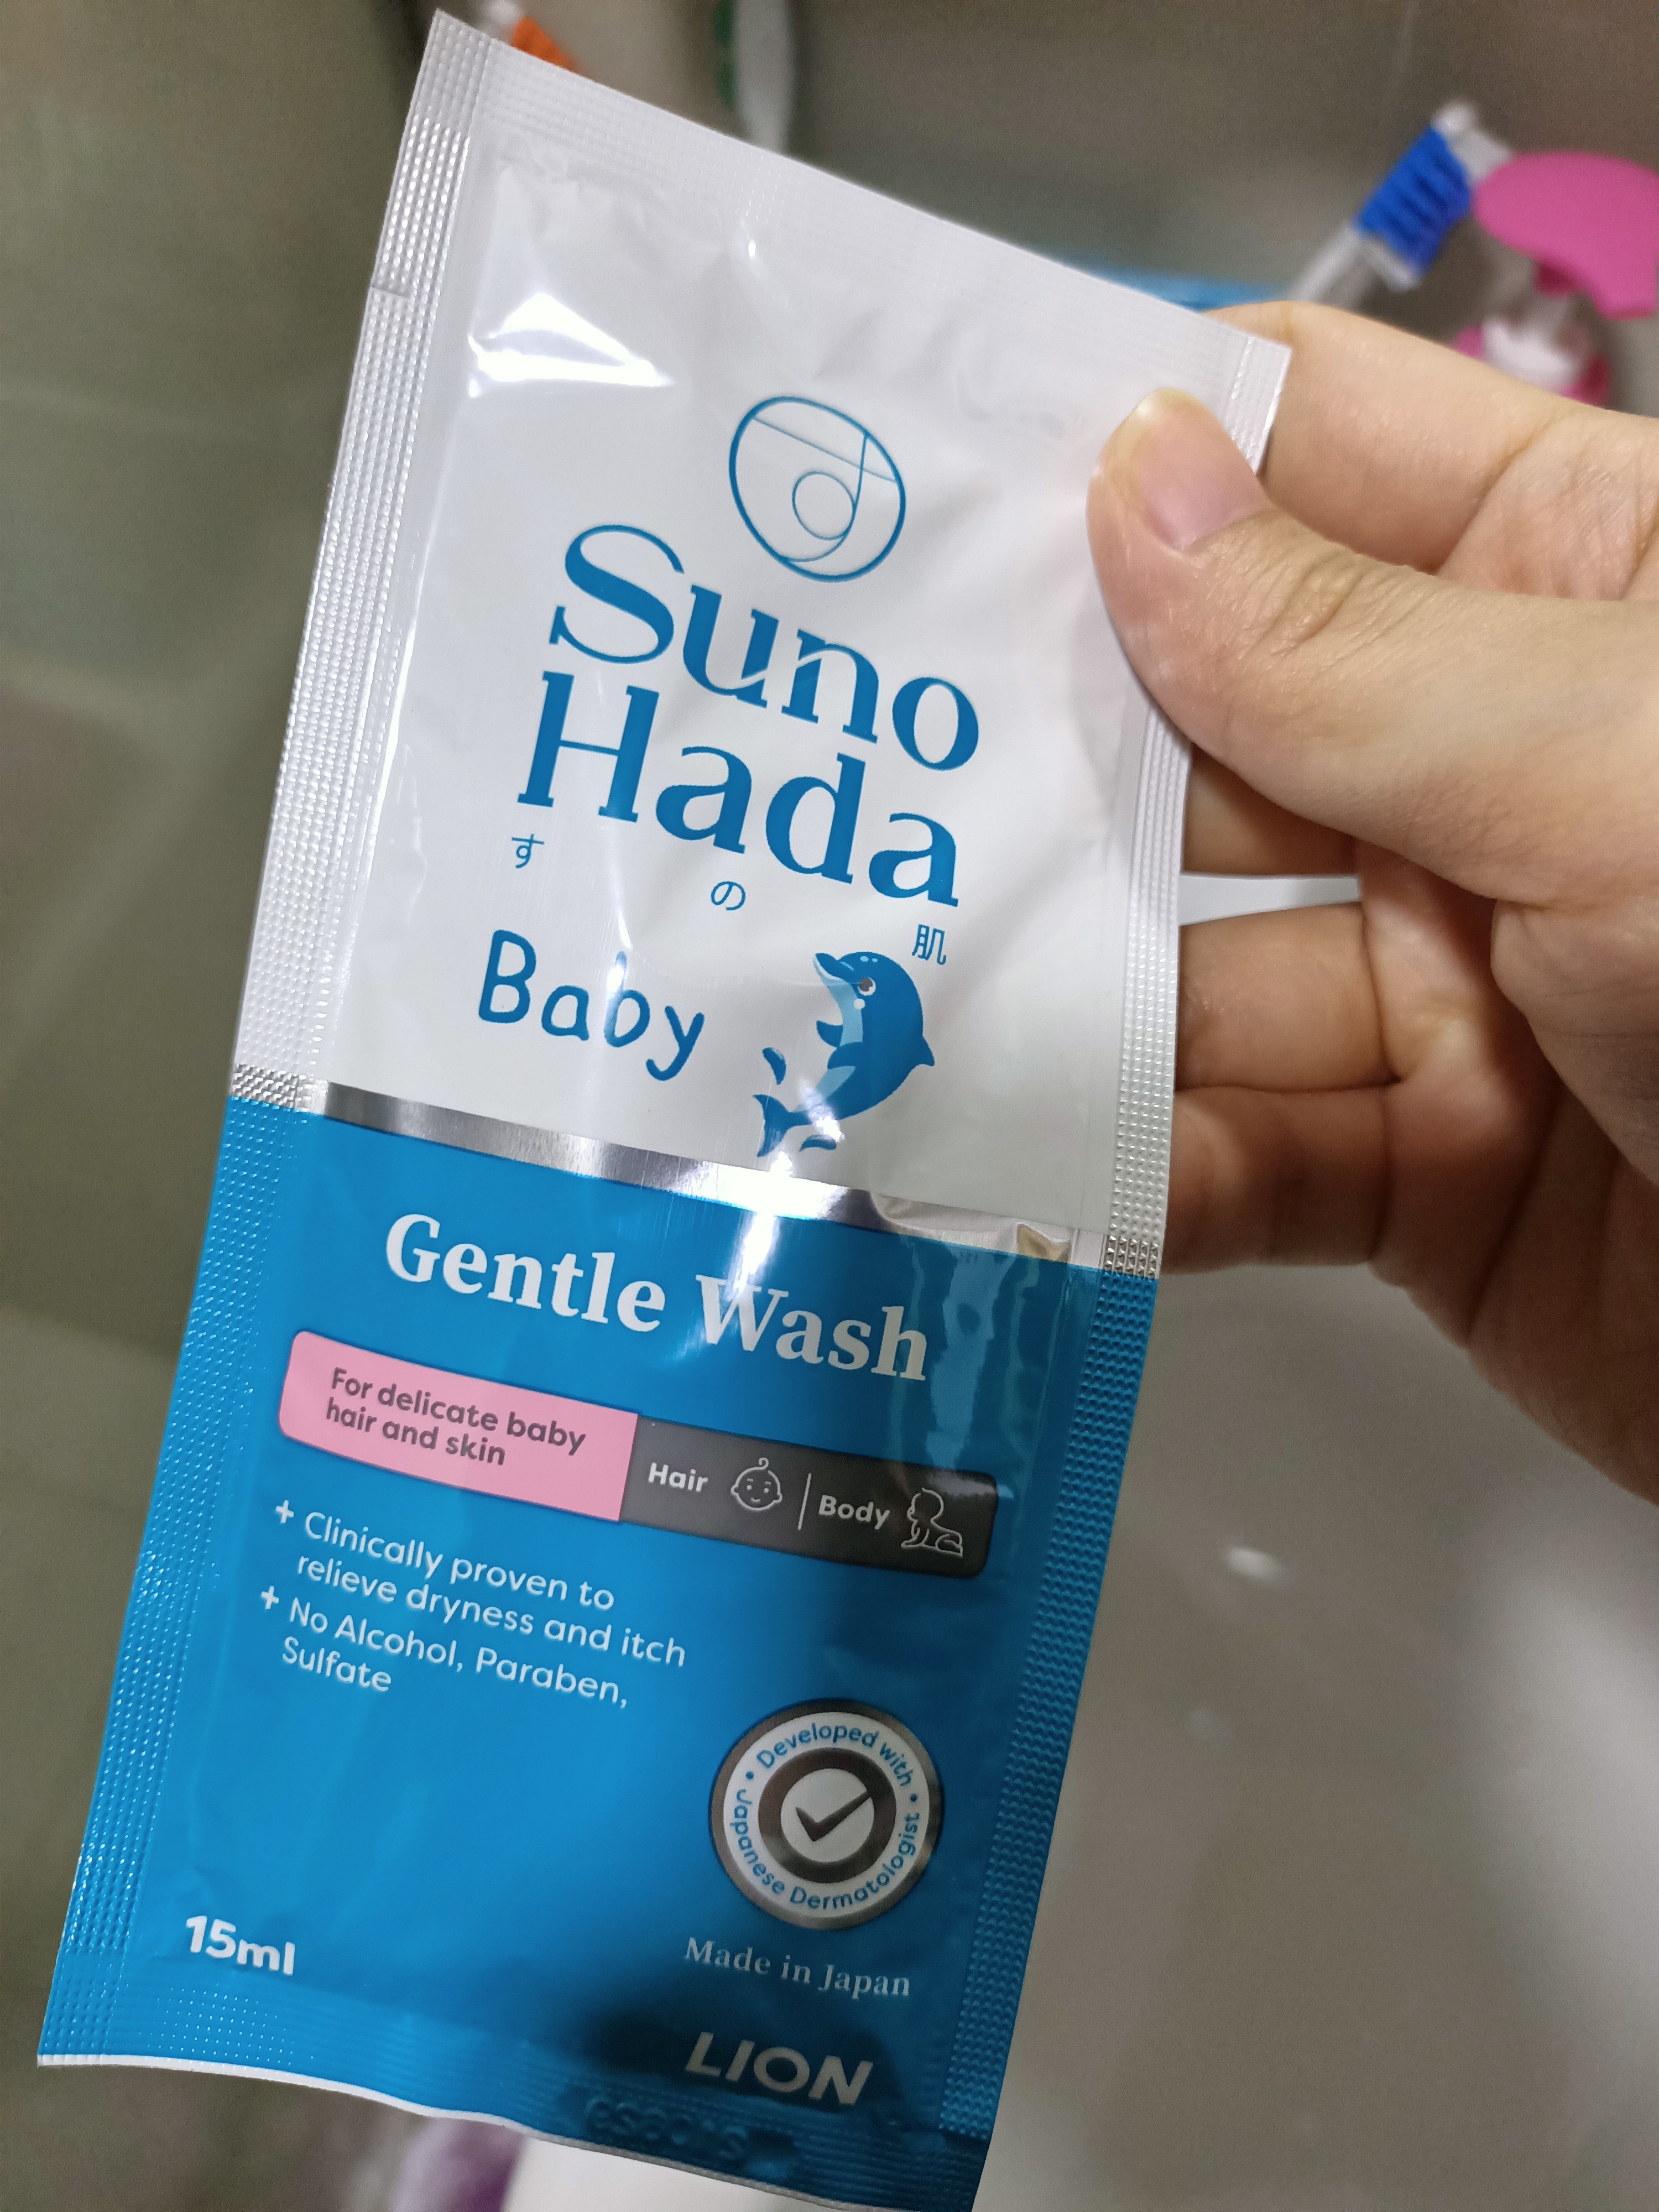 Suno
Hada
す の 肌
Baby
Gentle Wash
For delicate baby
hair and skin
Hair | Body
+ Clinically proven to
relieve dryness and itch
+ No Alcohol, Paraben,
Sulfate
• Developed with •
Japanese Dermatologist
15ml
Made in Japan
LION